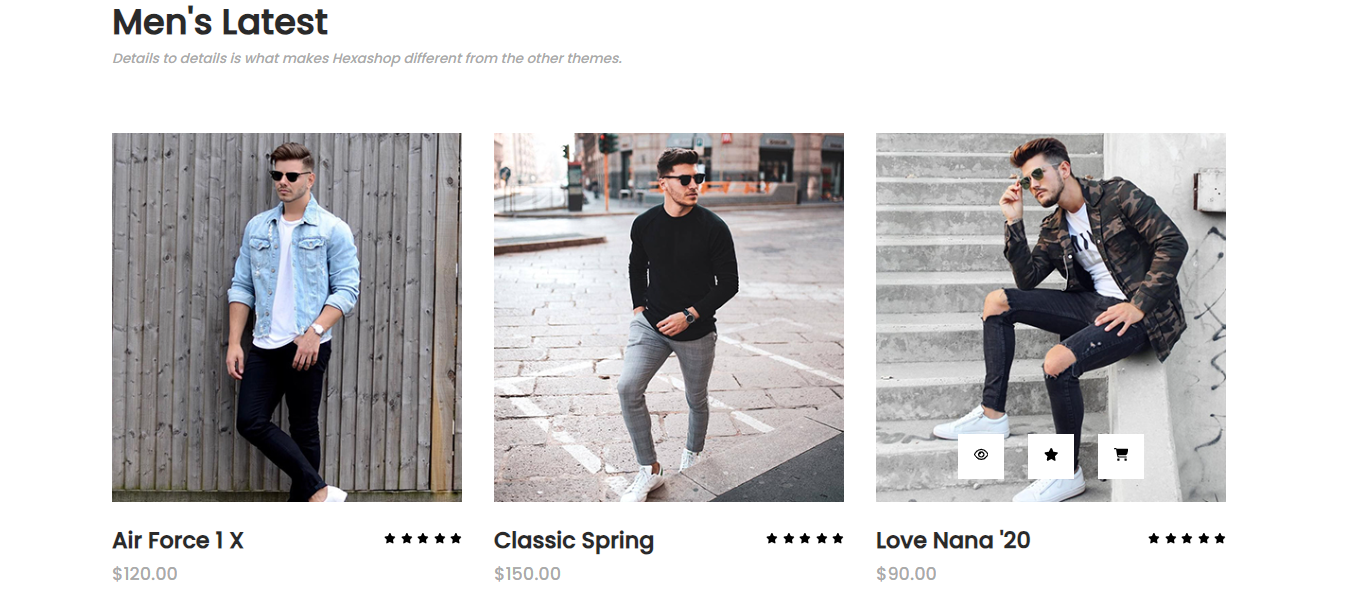 Men's Latest
Details to details is what makes Hexashop different from the other themes.
Air Force 1 X
$120.00
Classic Spring
$150.00
Love Nana '20
$90.00